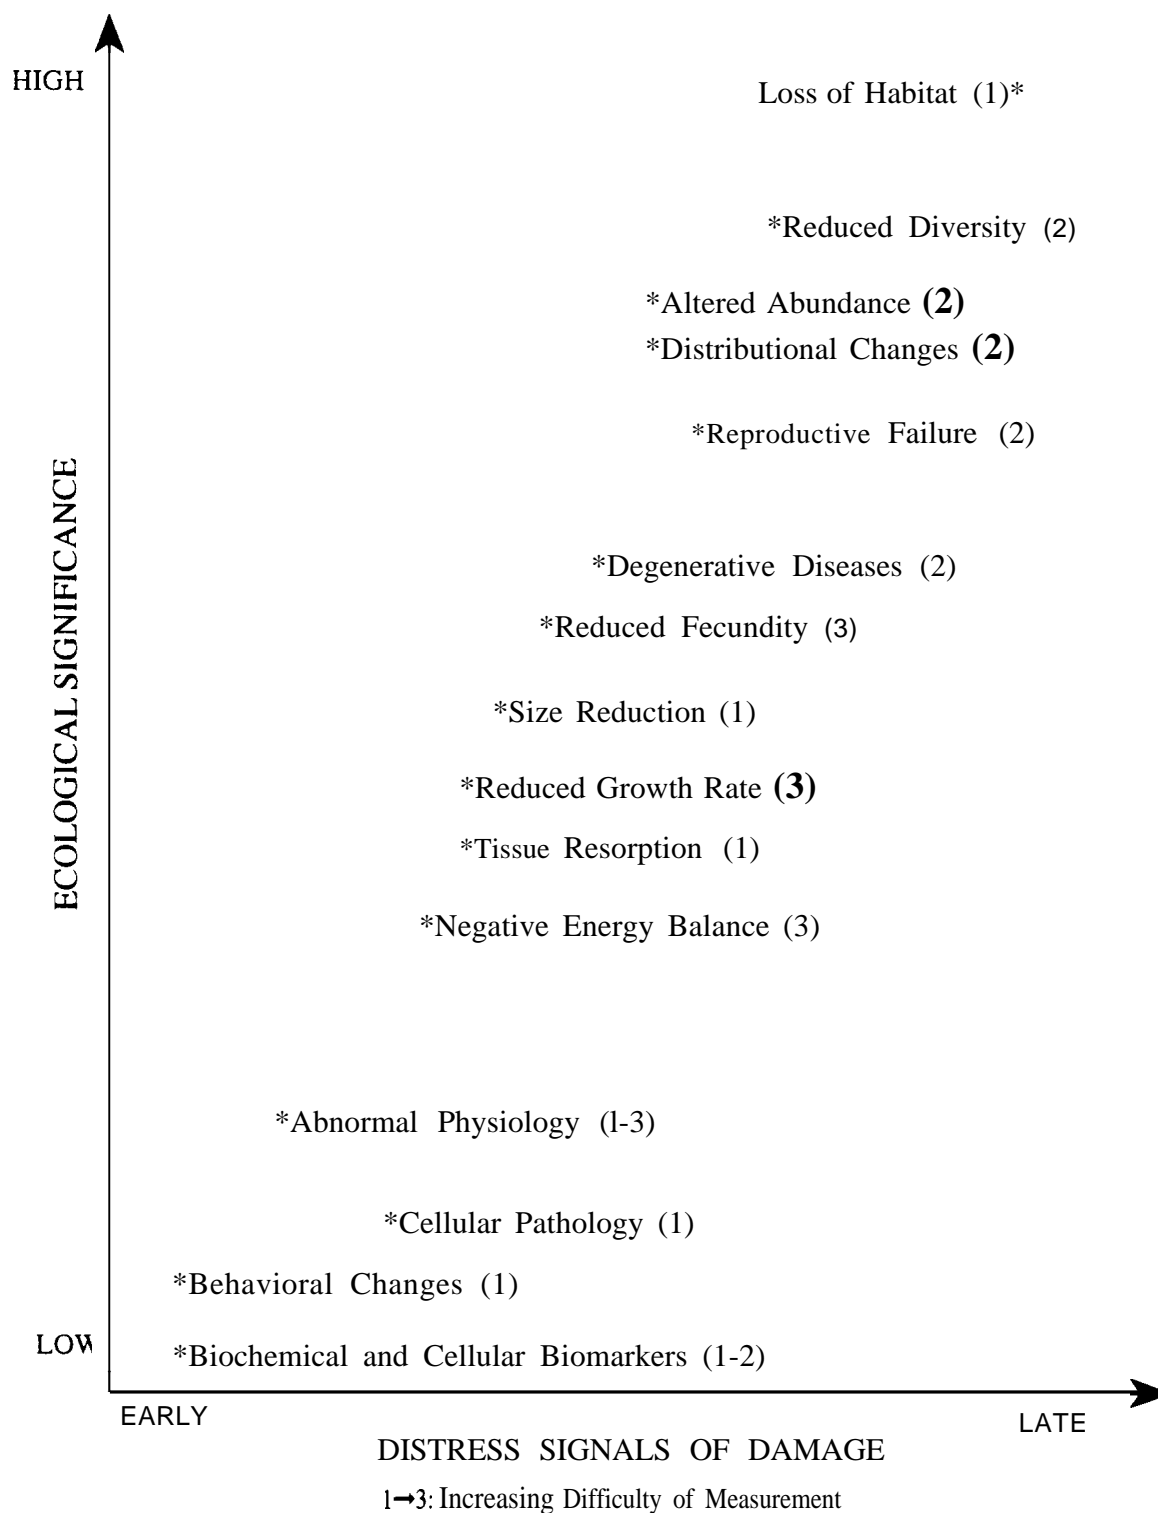 HIGH
Loss of Habitat (1)*
*Reduced Diversity (2)
*Altered Abundance (2)
*Distributional Changes (2)
*Reproductive Failure (2)
*Degenerative Diseases (2)
*Reduced Fecundity (3)
*Size Reduction (1)
*Reduced Growth Rate (3)
*Tissue Resorption (1)
*Negative Energy Balance (3)
ECOLOGICAL SIGNIFICANCE
*Abnormal Physiology (l-3)
*Cellular Pathology (1)
*Behavioral Changes (1)
LOW
*Biochemical and Cellular Biomarkers (1-2)
EARLY
LATE
DISTRESS SIGNALS OF DAMAGE
1→3: Increasing Difficulty of Measurement